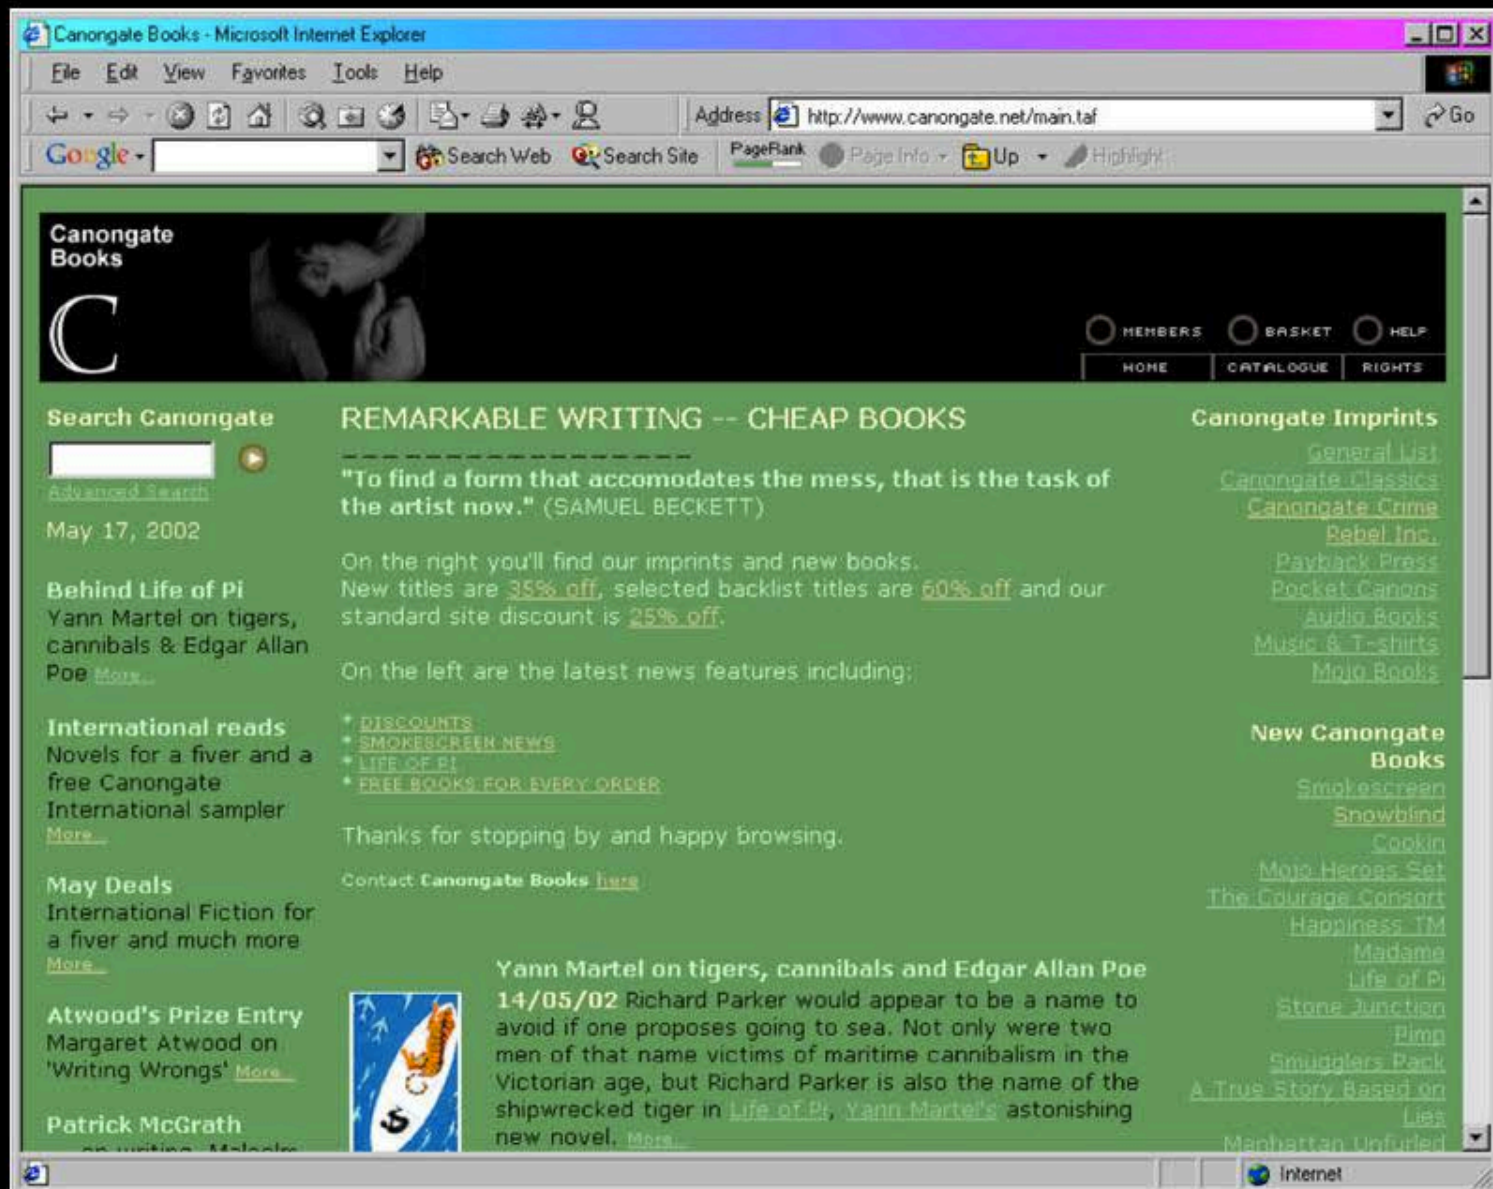 Canongate Books - Microsoft Internet Explorer
File Edit View Favorites Tools Help
Address http://www.canongate.net/main.taf Go
Google Search Web Search Site PageRank Page Info Up Highlight
Canongate
Books
C
MEMBERS BASKET HELP
HOME CATALOGUE RIGHTS
Search Canongate
Advanced Search
May 17, 2002
Behind Life of Pi
Yann Martel on tigers,
cannibals & Edgar Allan
Poe More...
International reads
Novels for a fiver and a
free Canongate
International sampler
More...
May Deals
International Fiction for
a fiver and much more
More...
Atwood's Prize Entry
Margaret Atwood on
'Writing Wrongs' More...
Patrick McGrath
on writing, Malcolm
REMARKABLE WRITING -- CHEAP BOOKS
------------------
"To find a form that accomodates the mess, that is the task of
the artist now." (SAMUEL BECKETT)
On the right you'll find our imprints and new books.
New titles are 35% off, selected backlist titles are 60% off and our
standard site discount is 25% off.
On the left are the latest news features including:
* DISCOUNTS
* SMOKESCREEN NEWS
* LIFE OF PI
* FREE BOOKS FOR EVERY ORDER
Thanks for stopping by and happy browsing.
Contact Canongate Books here
Yann Martel on tigers, cannibals and Edgar Allan Poe
14/05/02 Richard Parker would appear to be a name to
avoid if one proposes going to sea. Not only were two
men of that name victims of maritime cannibalism in the
Victorian age, but Richard Parker is also the name of the
shipwrecked tiger in Life of Pi, Yann Martel's astonishing
new novel. More...
Canongate Imprints
General List
Canongate Classics
Canongate Crime
Rebel Inc.
Payback Press
Pocket Canons
Audio Books
Music & T-shirts
Mojo Books
New Canongate
Books
Smokescreen
Snowblind
Cookin
Mojo Heroes Set
The Courage Consort
Happiness TM
Madame
Life of Pi
Stone Junction
Pimp
Smugglers Pack
A True Story Based on
Lies
Manhattan Unfurled
Internet